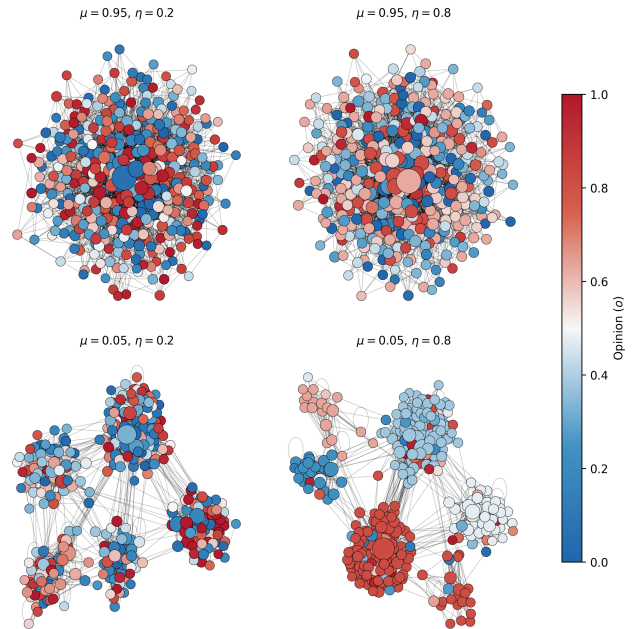 μ = 0.95, η = 0.2
μ = 0.95, η = 0.8
μ = 0.05, η = 0.2
μ = 0.05, η = 0.8
1.0
0.8
0.6
0.4
0.2
0.0
Opinion (o)